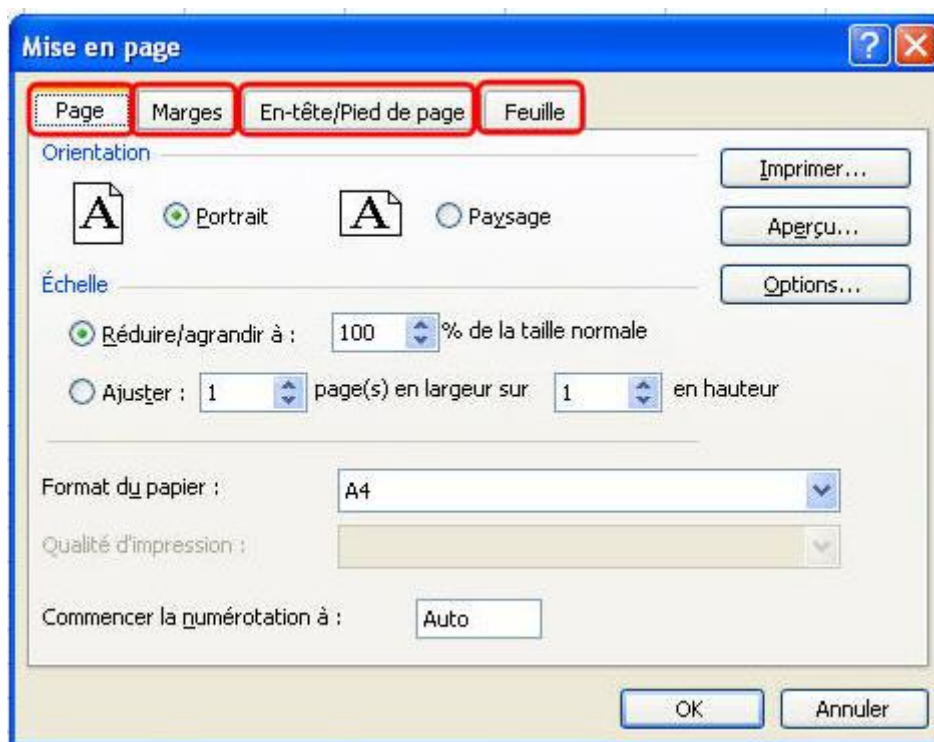 Mise en page
Page Marges En-tête/Pied de page Feuille
Orientation
Imprimer...
A Portrait A Paysage
Aperçu...
Échelle
Options...
Réduire/agrandir à : 100 % de la taille normale
Ajuster : 1 page(s) en largeur sur 1 en hauteur
Format du papier : A4
Qualité d'impression :
Commencer la numérotation à : Auto
OK Annuler